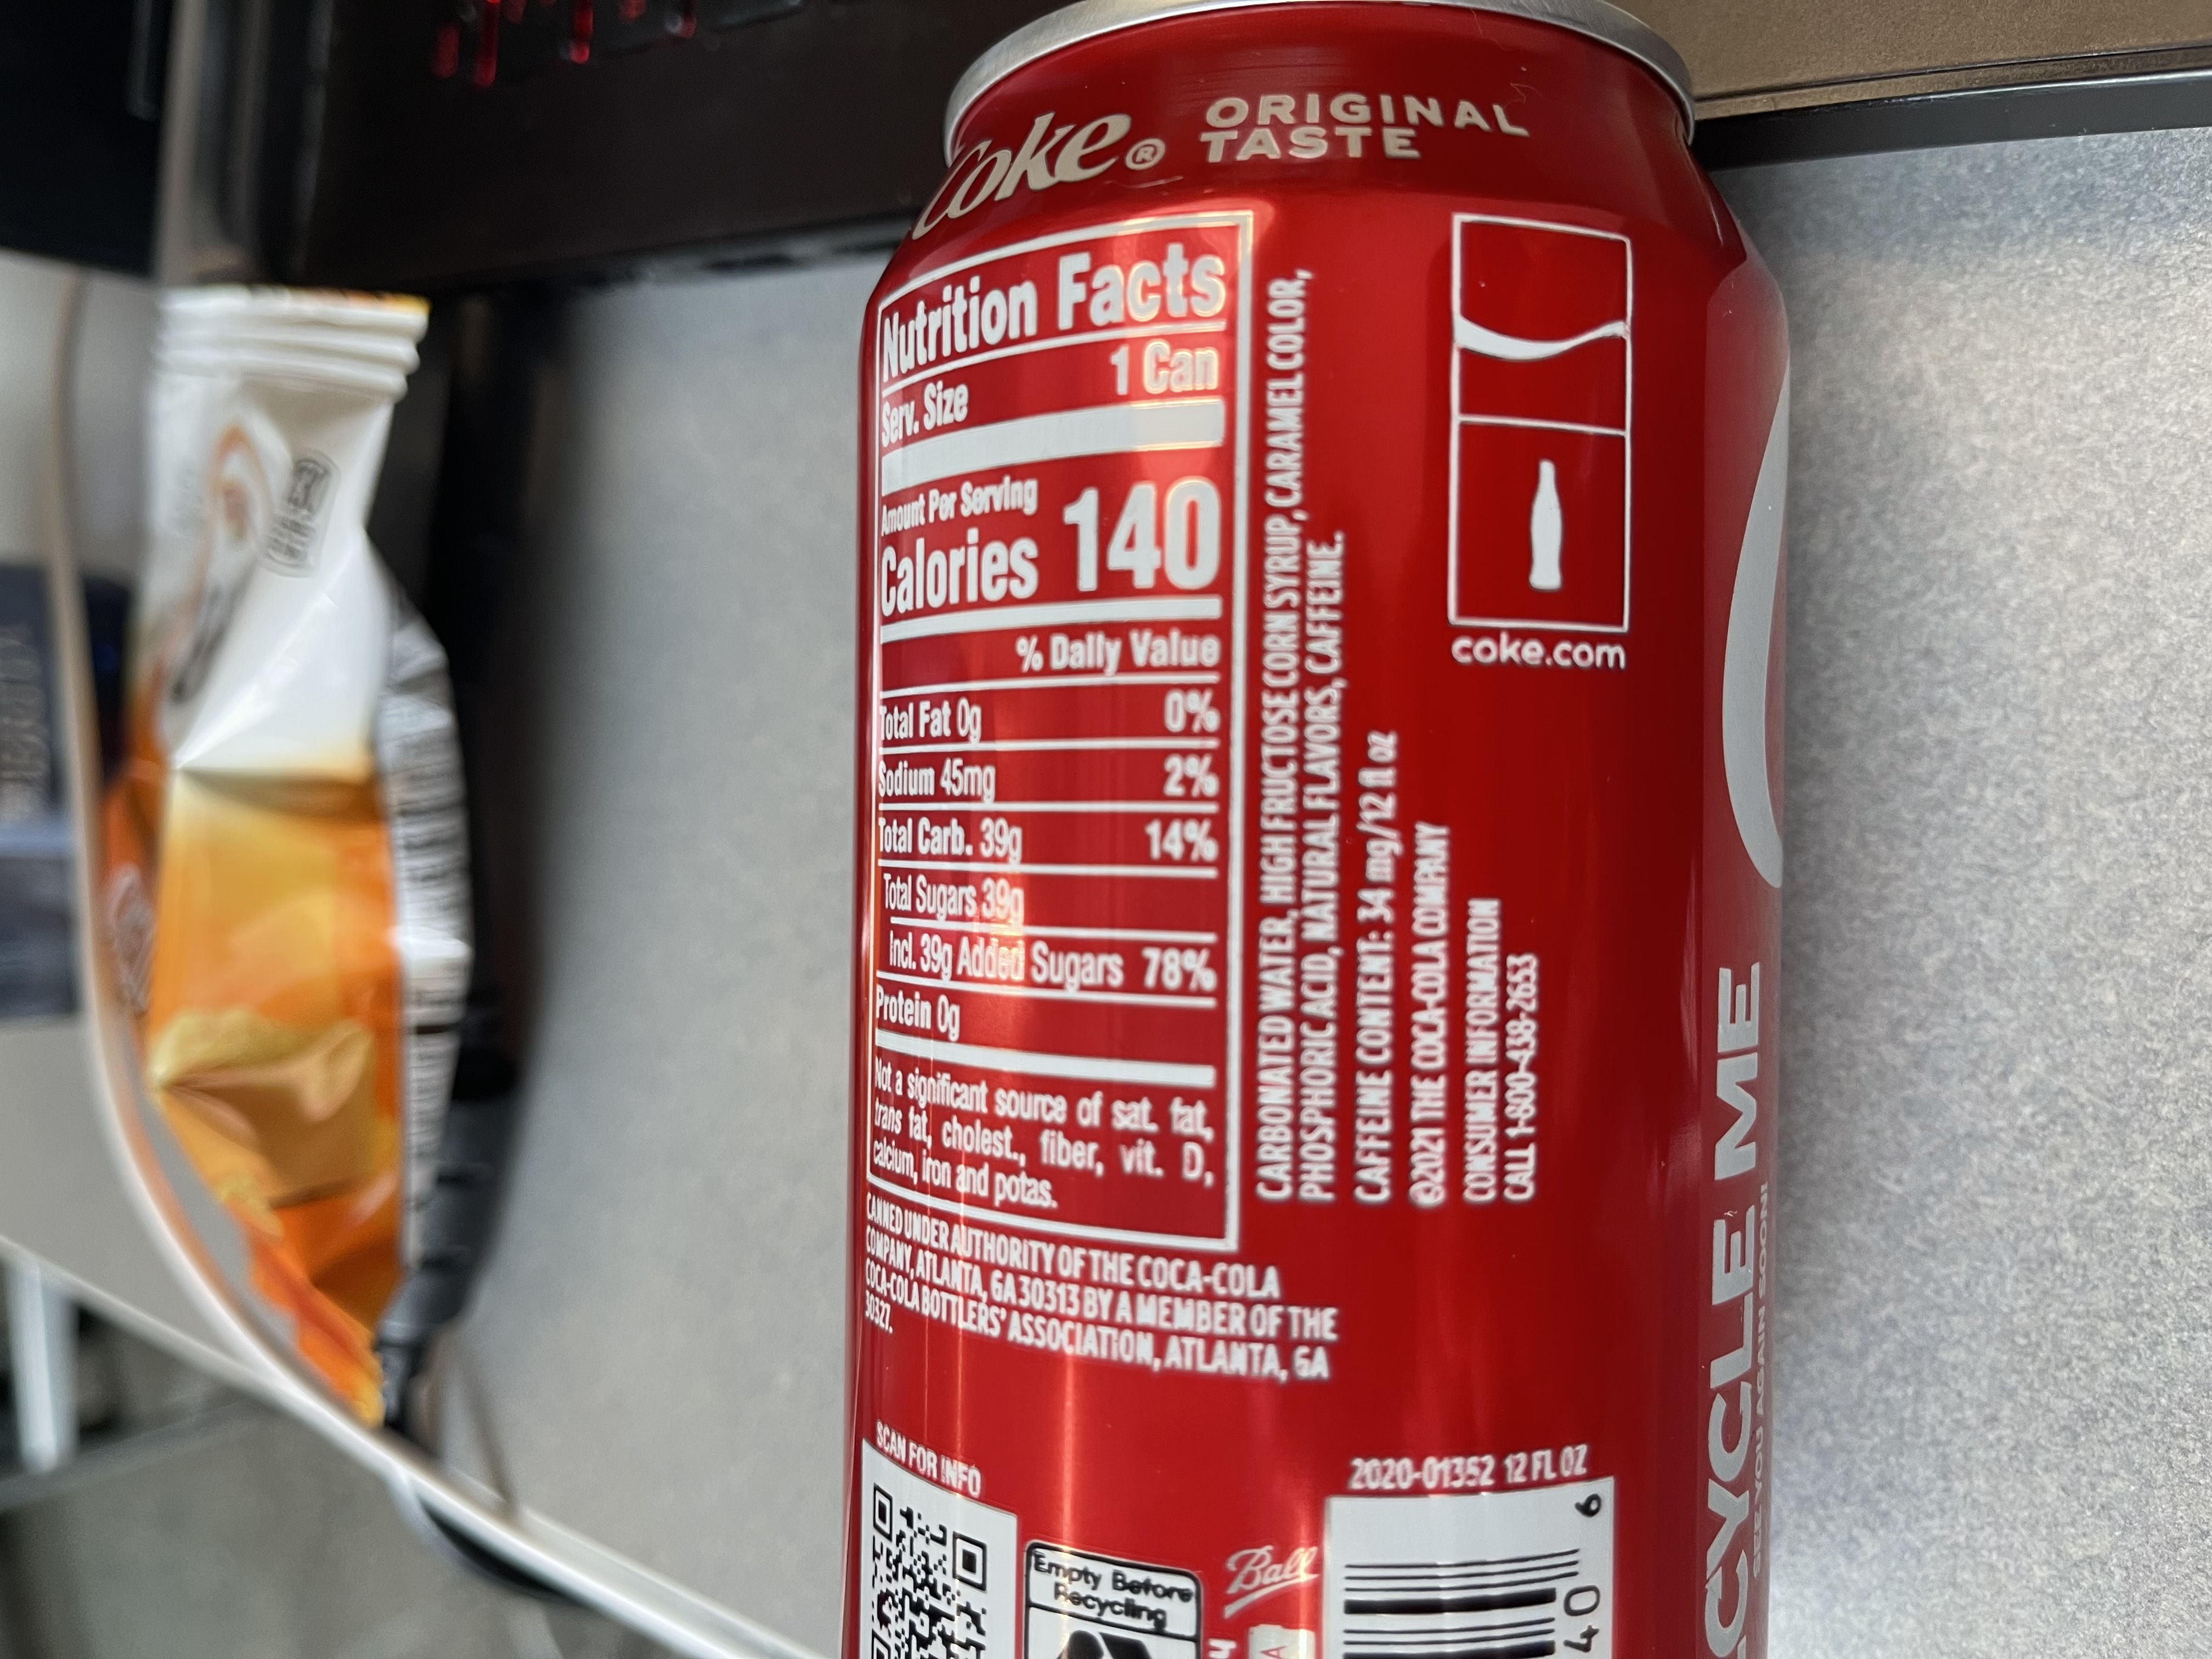 Coke® ORIGINAL
TASTE
Nutrition Facts
Serv. Size 1 Can
Amount Per Serving
Calories 140
% Daily Value
Total Fat 0g 0%
Sodium 45mg 2%
Total Carb. 39g 14%
Total Sugars 39g
Incl. 39g Added Sugars 78%
Protein 0g
Not a significant source of sat. fat,
trans fat, cholest., fiber, vit. D,
calcium, iron and potas.
CANNED UNDER AUTHORITY OF THE COCA-COLA
COMPANY, ATLANTA, GA 30313 BY A MEMBER OF THE
COCA-COLA BOTTLERS' ASSOCIATION, ATLANTA, GA
CARBONATED WATER, HIGH FRUCTOSE CORN SYRUP, CARAMEL COLOR,
PHOSPHORIC ACID, NATURAL FLAVORS, CAFFEINE.
CAFFEINE CONTENT: 34 mg/12 fl oz
©2021 THE COCA-COLA COMPANY
CONSUMER INFORMATION
CALL 1-800-438-2653
coke.com
SCAN FOR INFO
Empty Before
Recycling
Ball
2020-01352 12 FL OZ
40 6
ECYCLE ME
SEE YOU AGAIN SOON!